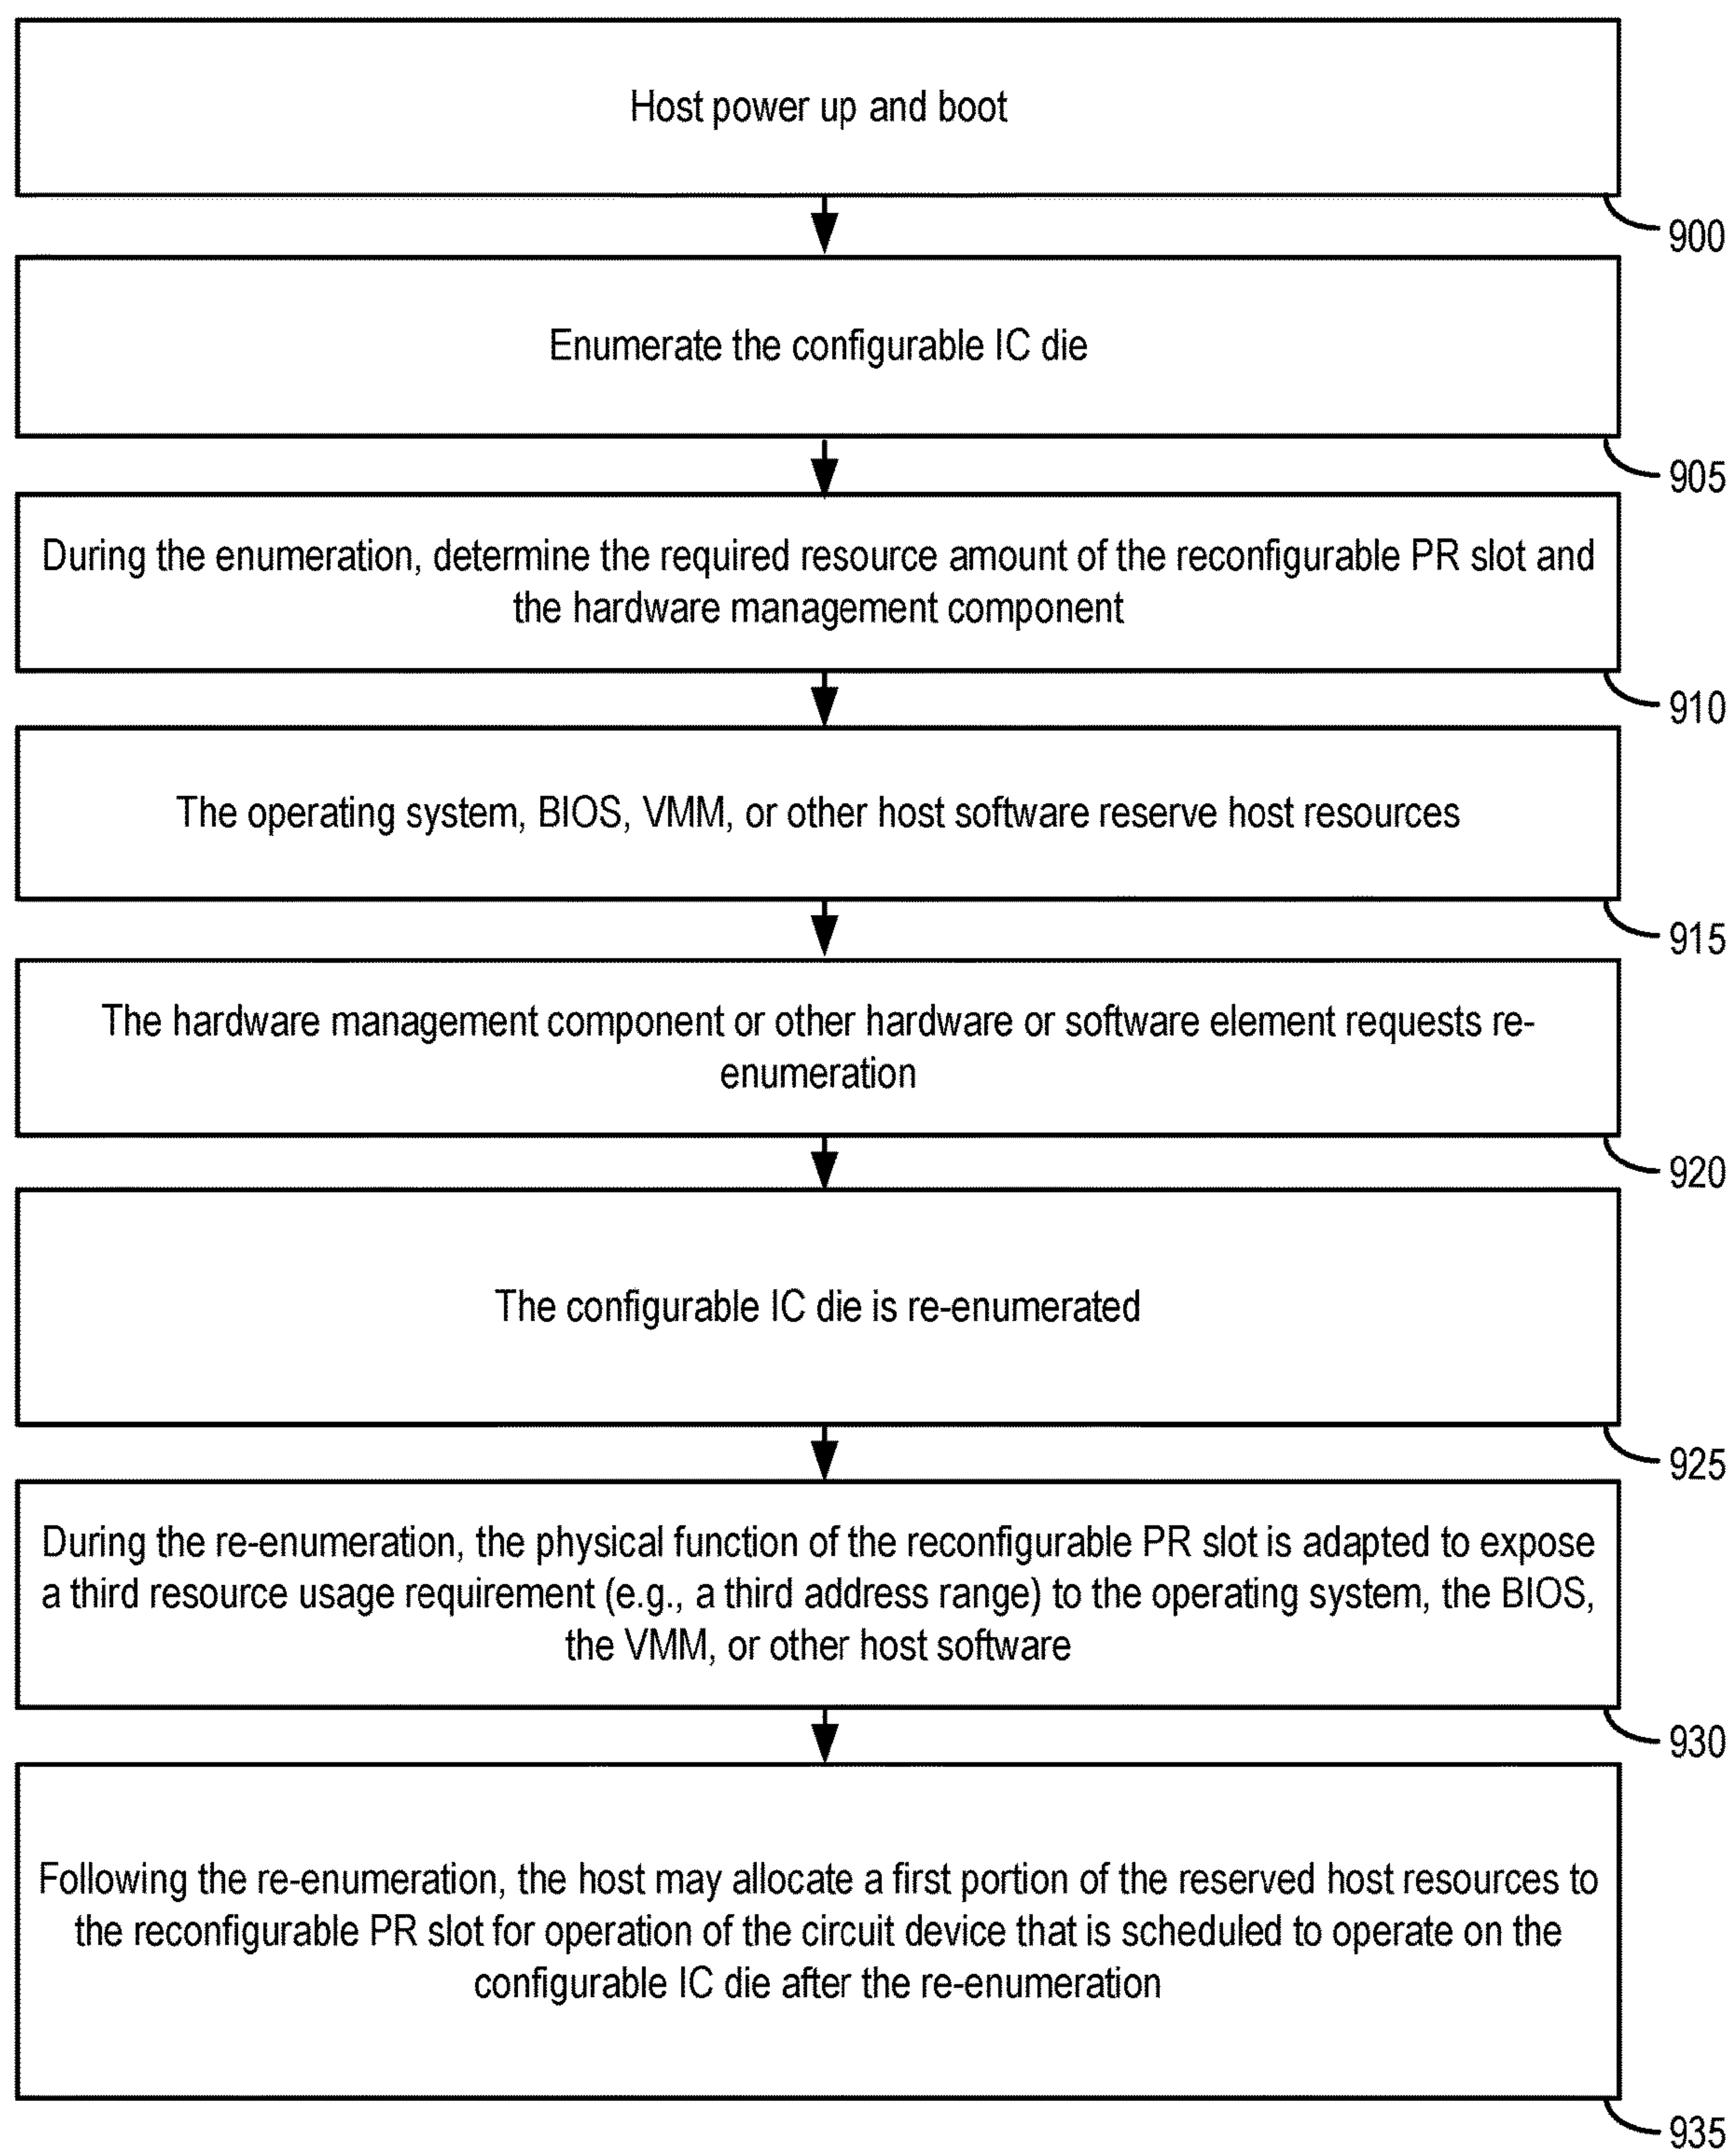 Host power up and boot
900
Enumerate the configurable IC die
905
During the enumeration, determine the required resource amount of the reconfigurable PR slot and
the hardware management component
910
The operating system, BIOS, VMM, or other host software reserve host resources
915
The hardware management component or other hardware or software element requests re-
enumeration
920
The configurable IC die is re-enumerated
925
During the re-enumeration, the physical function of the reconfigurable PR slot is adapted to expose
a third resource usage requirement (e.g., a third address range) to the operating system, the BIOS,
the VMM, or other host software
930
Following the re-enumeration, the host may allocate a first portion of the reserved host resources to
the reconfigurable PR slot for operation of the circuit device that is scheduled to operate on the
configurable IC die after the re-enumeration
935